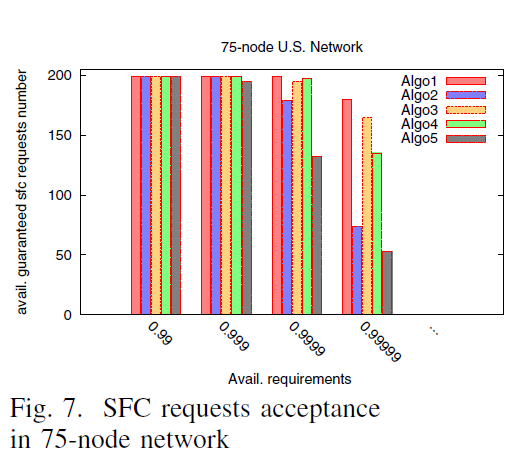 75-node U.S. Network
avail. guaranteed sfc requests number
200
150
100
50
0
Algo1
Algo2
Algo3
Algo4
Algo5
0.99
0.999
0.9999
0.99999
...
Avail. requirements
Fig. 7. SFC requests acceptance
in 75-node network